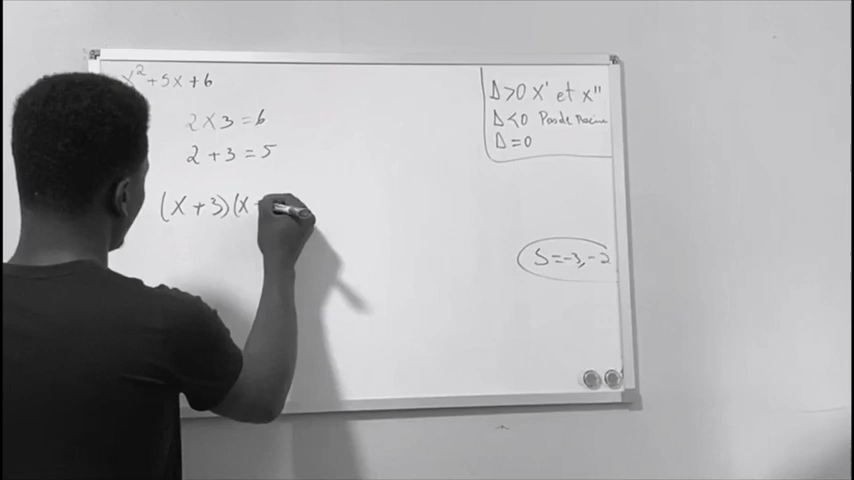 x² + 5x + 6
2 x 3 = 6
2 + 3 = 5
(x + 3)(x +
Δ>0 x' et x"
Δ<0 Pas de Racine
Δ=0
S = -3, -2